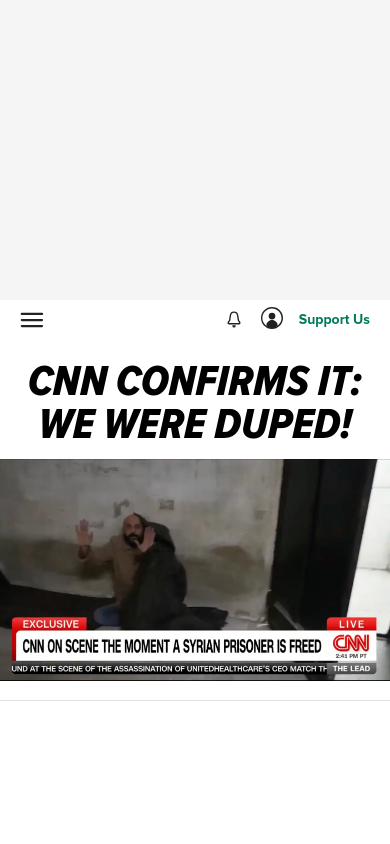 Support Us
CNN CONFIRMS IT:
WE WERE DUPED!
EXCLUSIVE
LIVE
CNN ON SCENE THE MOMENT A SYRIAN PRISONER IS FREED
CNN
2:41 PM PT
UND AT THE SCENE OF THE ASSASSINATION OF UNITEDHEALTHCARE'S CEO MATCH TH
THE LEAD